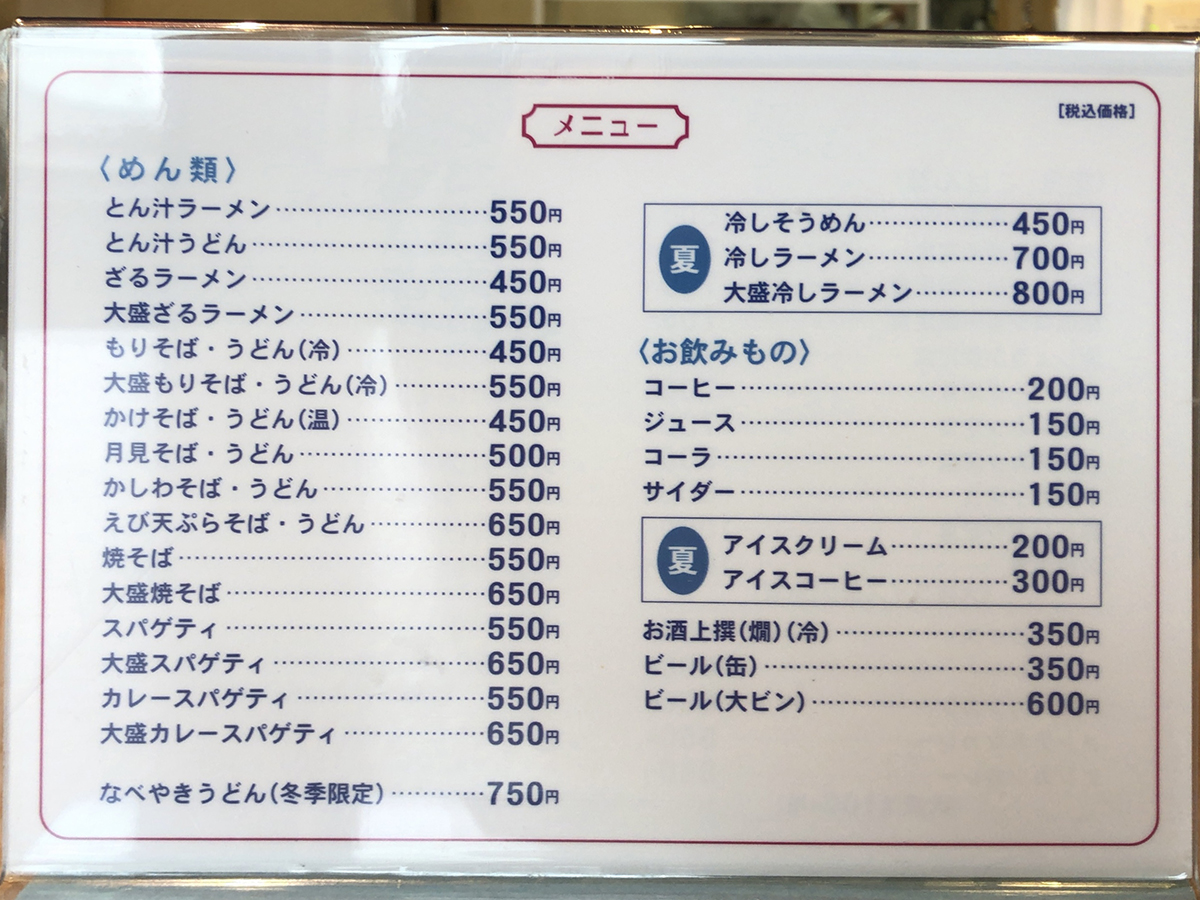 メニュー
[税込価格]
〈めん類〉
とん汁ラーメン 550円
とん汁うどん 550円
ざるラーメン 450円
大盛ざるラーメン 550円
もりそば・うどん(冷) 450円
大盛もりそば・うどん(冷) 550円
かけそば・うどん(温) 450円
月見そば・うどん 500円
かしわそば・うどん 550円
えび天ぷらそば・うどん 650円
焼そば 550円
大盛焼そば 650円
スパゲティ 550円
大盛スパゲティ 650円
カレースパゲティ 550円
大盛カレースパゲティ 650円
なべやきうどん(冬季限定) 750円
夏
冷しそうめん 450円
冷しラーメン 700円
大盛冷しラーメン 800円
〈お飲みもの〉
コーヒー 200円
ジュース 150円
コーラ 150円
サイダー 150円
夏
アイスクリーム 200円
アイスコーヒー 300円
お酒上撰(燗)(冷) 350円
ビール(缶) 350円
ビール(大ビン) 600円